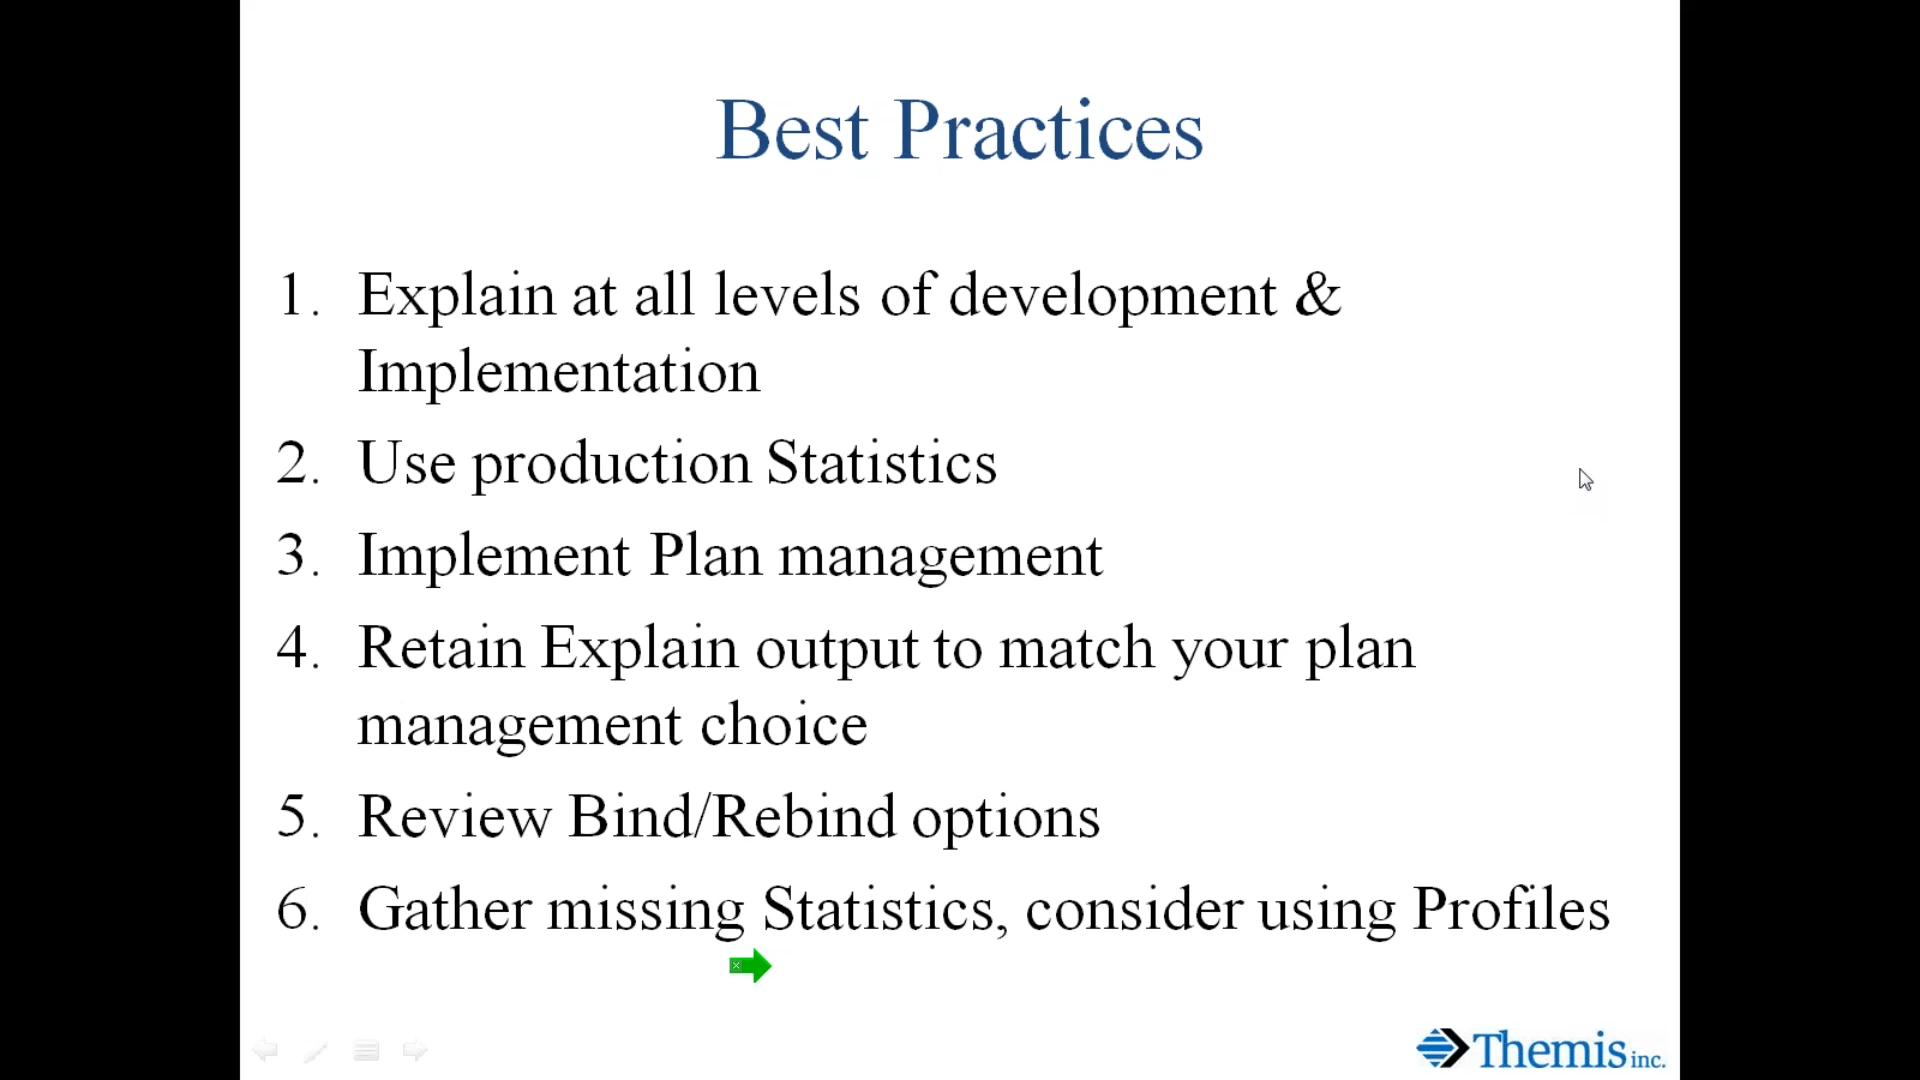 Best Practices
1. Explain at all levels of development &
Implementation
2. Use production Statistics
3. Implement Plan management
4. Retain Explain output to match your plan
management choice
5. Review Bind/Rebind options
6. Gather missing Statistics, consider using Profiles
Themis inc.